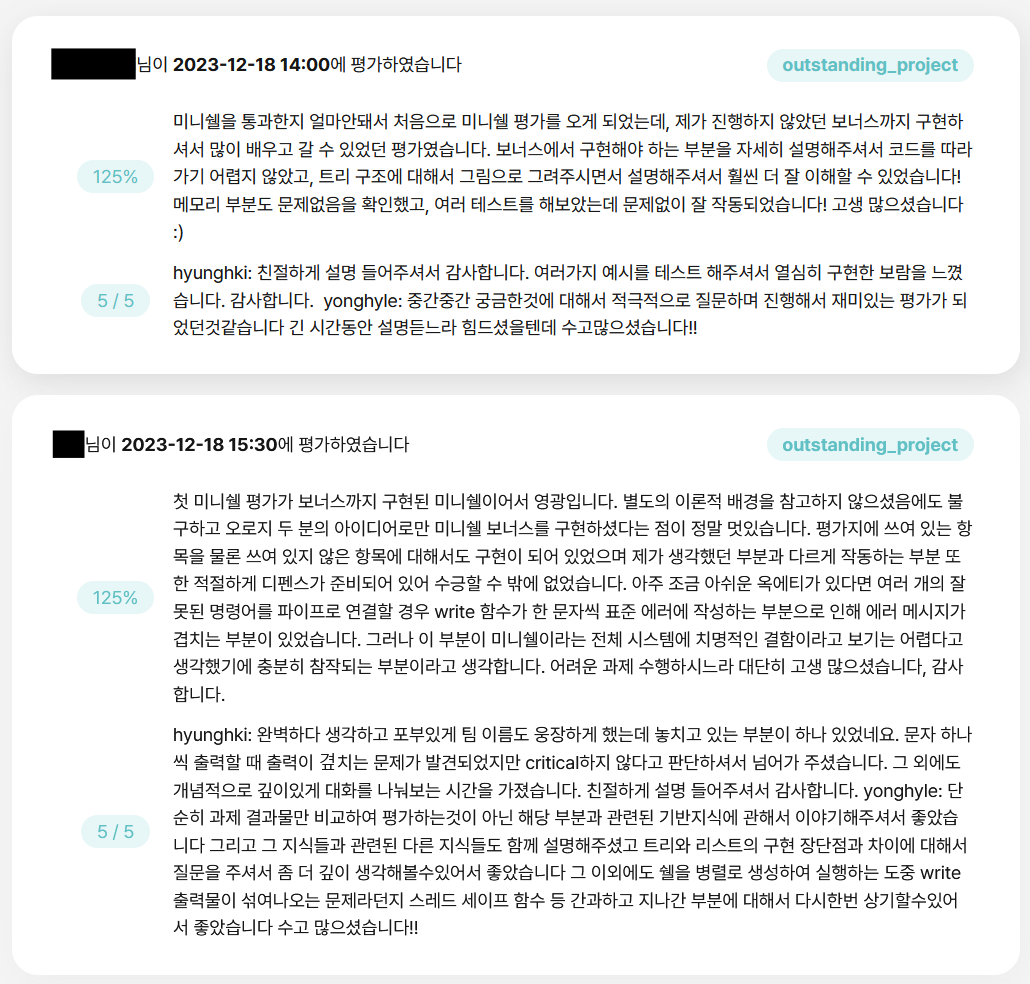 님이 2023-12-18 14:00에 평가하였습니다
outstanding_project
미니쉘을 통과한지 얼마안돼서 처음으로 미니쉘 평가를 오게 되었는데, 제가 진행하지 않았던 보너스까지 구현하
셔서 많이 배우고 갈 수 있었던 평가였습니다. 보너스에서 구현해야 하는 부분을 자세히 설명해주셔서 코드를 따라
125%
가기 어렵지 않았고, 트리 구조에 대해서 그림으로 그려주시면서 설명해주셔서 훨씬 더 잘 이해할 수 있었습니다!
메모리 부분도 문제없음을 확인했고, 여러 테스트를 해보았는데 문제없이 잘 작동되었습니다! 고생 많으셨습니다
:)
hyunghki: 친절하게 설명 들어주셔서 감사합니다. 여러가지 예시를 테스트 해주셔서 열심히 구현한 보람을 느꼈
5 / 5
습니다. 감사합니다.  yonghyle: 중간중간 궁금한것에 대해서 적극적으로 질문하며 진행해서 재미있는 평가가 되
었던것같습니다 긴 시간동안 설명듣느라 힘드셨을텐데 수고많으셨습니다!!
님이 2023-12-18 15:30에 평가하였습니다
outstanding_project
첫 미니쉘 평가가 보너스까지 구현된 미니쉘이어서 영광입니다. 별도의 이론적 배경을 참고하지 않으셨음에도 불
구하고 오로지 두 분의 아이디어로만 미니쉘 보너스를 구현하셨다는 점이 정말 멋있습니다. 평가지에 쓰여 있는 항
목을 물론 쓰여 있지 않은 항목에 대해서도 구현이 되어 있었으며 제가 생각했던 부분과 다르게 작동하는 부분 또
한 적절하게 디펜스가 준비되어 있어 수긍할 수 밖에 없었습니다. 아주 조금 아쉬운 옥에티가 있다면 여러 개의 잘
125%
못된 명령어를 파이프로 연결할 경우 write 함수가 한 문자씩 표준 에러에 작성하는 부분으로 인해 에러 메시지가
겹치는 부분이 있었습니다. 그러나 이 부분이 미니쉘이라는 전체 시스템에 치명적인 결함이라고 보기는 어렵다고
생각했기에 충분히 참작되는 부분이라고 생각합니다. 어려운 과제 수행하시느라 대단히 고생 많으셨습니다, 감사
합니다.
hyunghki: 완벽하다 생각하고 포부있게 팀 이름도 웅장하게 했는데 놓치고 있는 부분이 하나 있었네요. 문자 하나
씩 출력할 때 출력이 겊치는 문제가 발견되었지만 critical하지 않다고 판단하셔서 넘어가 주셨습니다. 그 외에도
개념적으로 깊이있게 대화를 나눠보는 시간을 가졌습니다. 친절하게 설명 들어주셔서 감사합니다. yonghyle: 단
순히 과제 결과물만 비교하여 평가하는것이 아닌 해당 부분과 관련된 기반지식에 관해서 이야기해주셔서 좋았습
5 / 5
니다 그리고 그 지식들과 관련된 다른 지식들도 함께 설명해주셨고 트리와 리스트의 구현 장단점과 차이에 대해서
질문을 주셔서 좀 더 깊이 생각해볼수있어서 좋았습니다 그 이외에도 쉘을 병렬로 생성하여 실행하는 도중 write
출력물이 섞여나오는 문제라던지 스레드 세이프 함수 등 간과하고 지나간 부분에 대해서 다시한번 상기할수있어
서 좋았습니다 수고 많으셨습니다!!